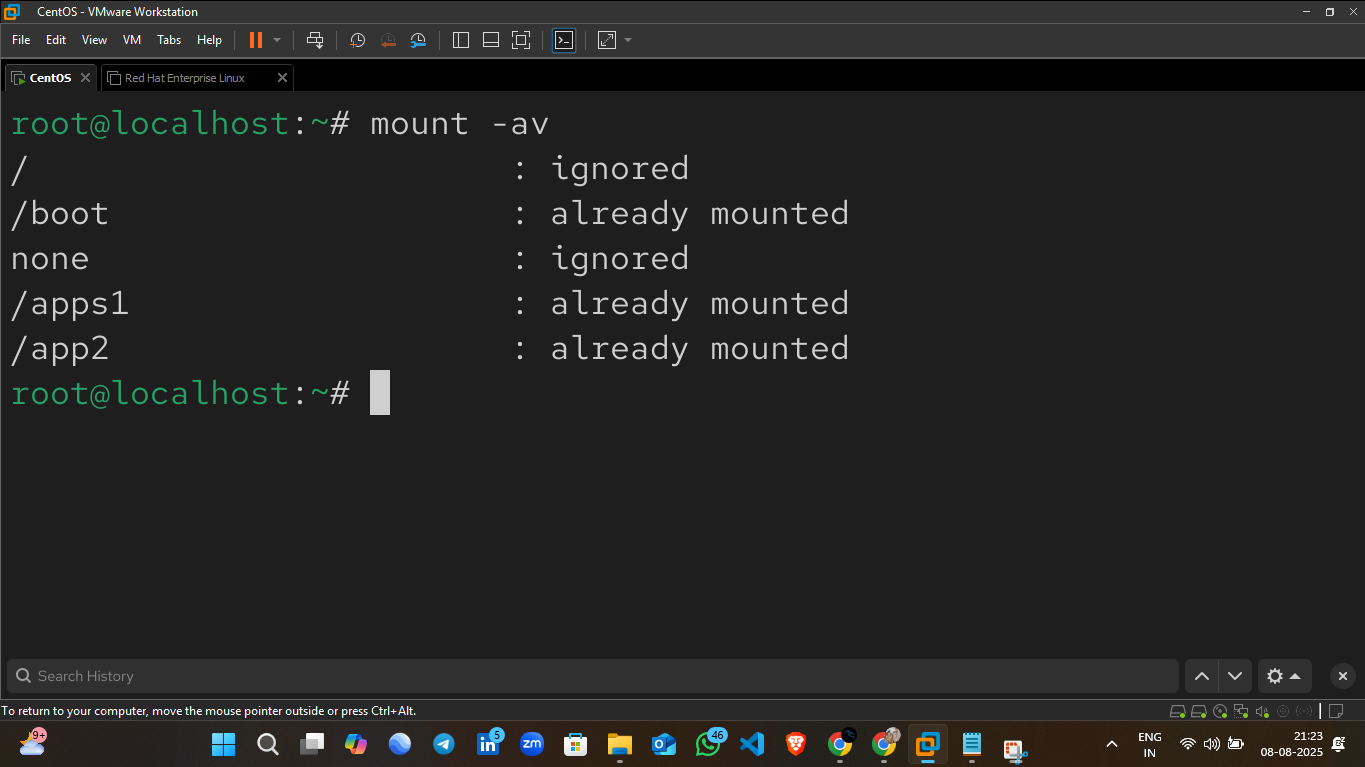 CentOS - VMware Workstation
File Edit View VM Tabs Help
CentOS Red Hat Enterprise Linux
root@localhost:~# mount -av
/ : ignored
/boot : already mounted
none : ignored
/apps1 : already mounted
/app2 : already mounted
root@localhost:~#
Search History
To return to your computer, move the mouse pointer outside or press Ctrl+Alt.
9+
zm
5
46
ENG
IN
21:23
08-08-2025